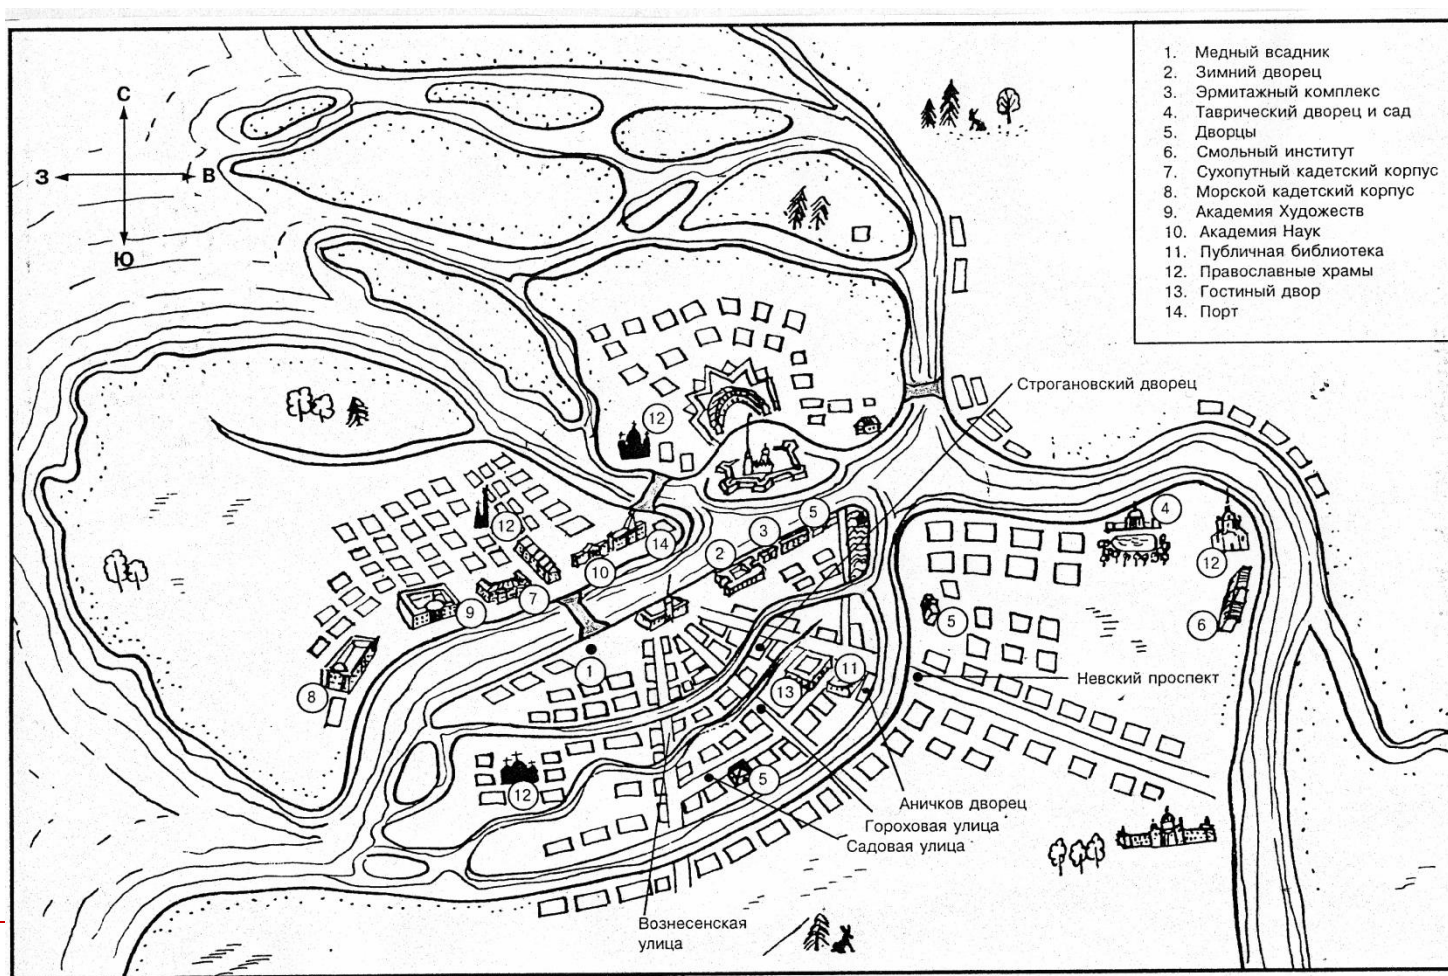 1. Медный всадник
2. Зимний дворец
3. Эрмитажный комплекс
4. Таврический дворец и сад
5. Дворцы
6. Смольный институт
7. Сухопутный кадетский корпус
8. Морской кадетский корпус
9. Академия Художеств
10. Академия Наук
11. Публичная библиотека
12. Православные храмы
13. Гостиный двор
14. Порт
С
З
В
Ю
Строгановский дворец
12
5
4
3
12
14
2
12
10
7
9
5
6
1
11
Невский проспект
13
8
5
12
Аничков дворец
Гороховая улица
Садовая улица
Вознесенская
улица